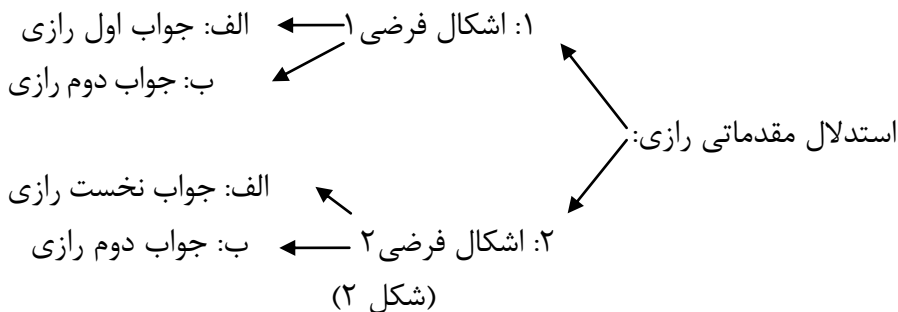 ۱: اشکال فرضی۱
الف: جواب اول رازی
ب: جواب دوم رازی
استدلال مقدماتی رازی:
الف: جواب نخست رازی
۲: اشکال فرضی۲
ب: جواب دوم رازی
(شکل ۲)